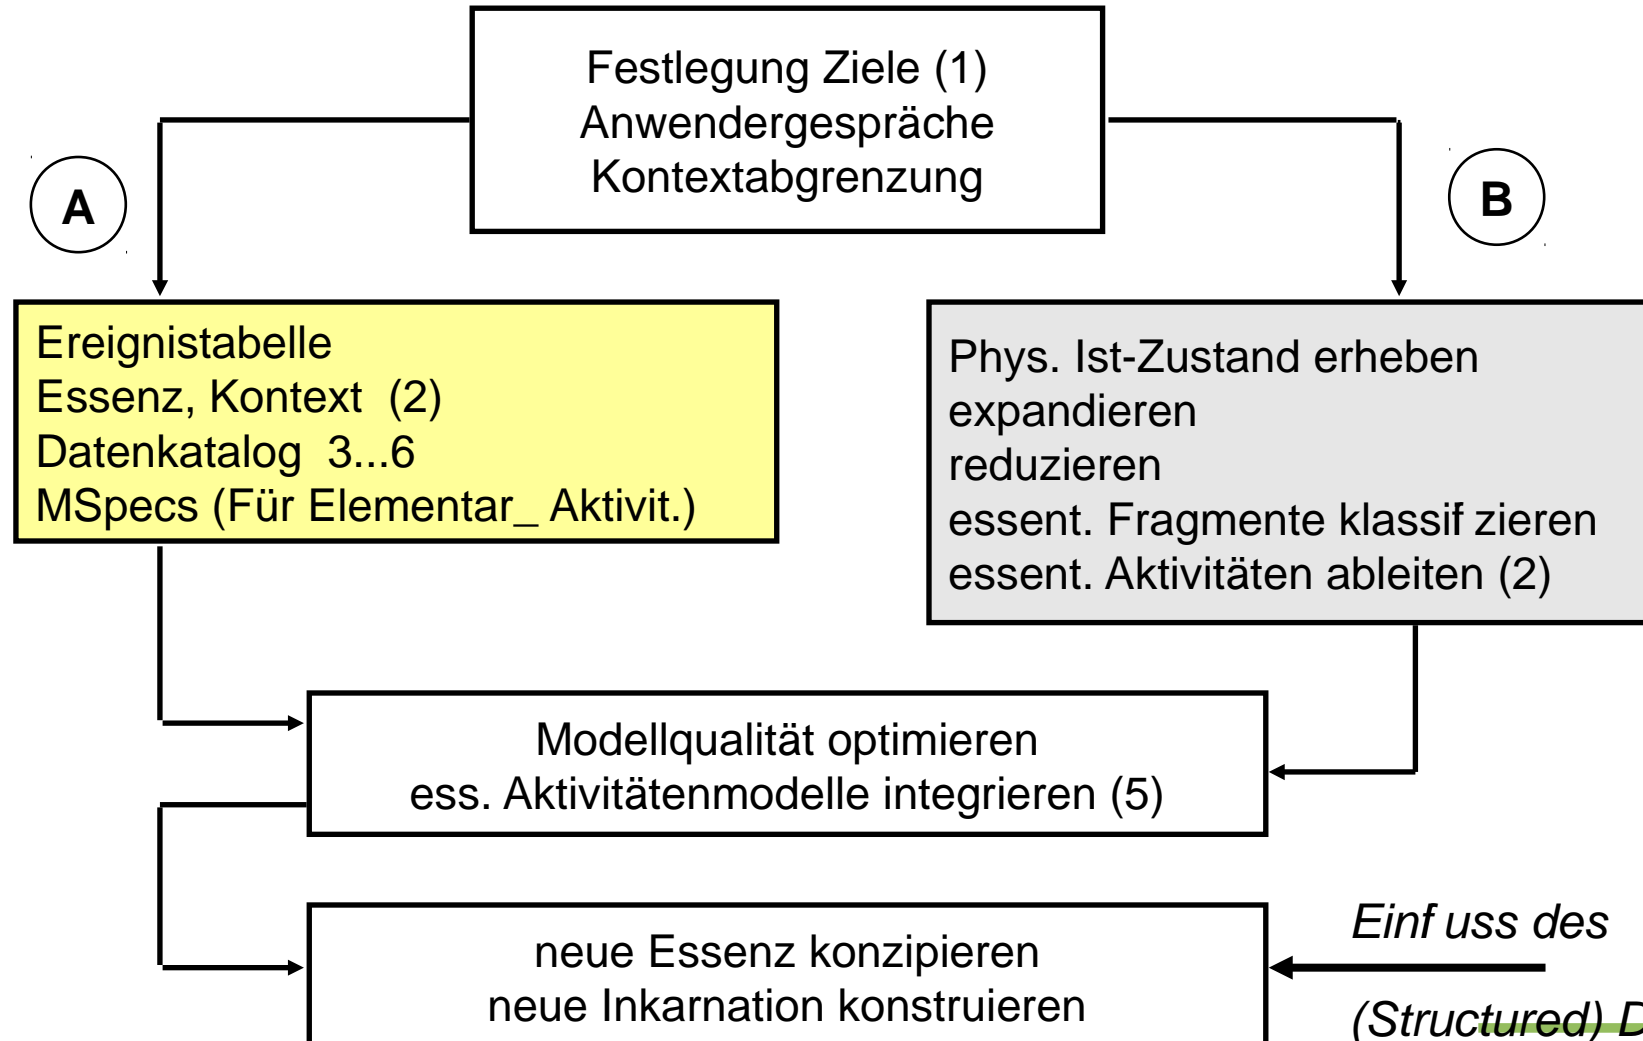 Festlegung Ziele (1)
Anwendergespräche
Kontextabgrenzung
A
B
Ereignistabelle
Essenz, Kontext (2)
Datenkatalog 3...6
MSpecs (Für Elementar_ Aktivit.)
Phys. Ist-Zustand erheben
expandieren
reduzieren
essent. Fragmente klassif zieren
essent. Aktivitäten ableiten (2)
Modellqualität optimieren
ess. Aktivitätenmodelle integrieren (5)
neue Essenz konzipieren
neue Inkarnation konstruieren
Einf uss des
(Structured) D